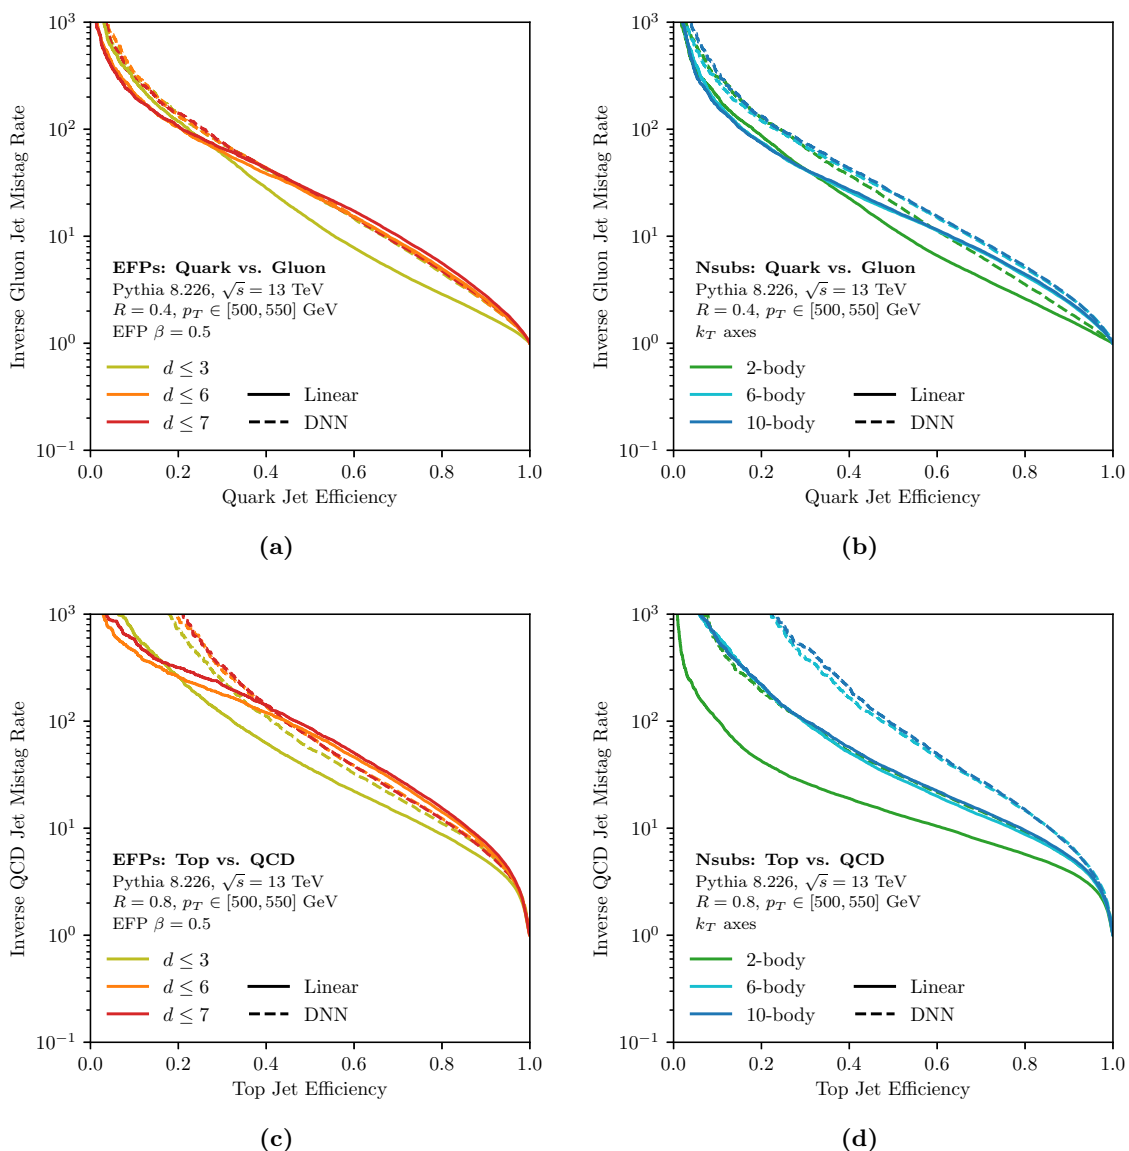 10³
10²
10¹
10⁰
10⁻¹
Inverse Gluon Jet Mistag Rate
EFPs: Quark vs. Gluon
Pythia 8.226, √s = 13 TeV
R = 0.4, p_T ∈ [500, 550] GeV
EFP β = 0.5
d ≤ 3
d ≤ 6
d ≤ 7
Linear
DNN
0.0 0.2 0.4 0.6 0.8 1.0
Quark Jet Efficiency
(a)
10³
10²
10¹
10⁰
10⁻¹
Inverse Gluon Jet Mistag Rate
Nsubs: Quark vs. Gluon
Pythia 8.226, √s = 13 TeV
R = 0.4, p_T ∈ [500, 550] GeV
k_T axes
2-body
6-body
10-body
Linear
DNN
0.0 0.2 0.4 0.6 0.8 1.0
Quark Jet Efficiency
(b)
10³
10²
10¹
10⁰
10⁻¹
Inverse QCD Jet Mistag Rate
EFPs: Top vs. QCD
Pythia 8.226, √s = 13 TeV
R = 0.8, p_T ∈ [500, 550] GeV
EFP β = 0.5
d ≤ 3
d ≤ 6
d ≤ 7
Linear
DNN
0.0 0.2 0.4 0.6 0.8 1.0
Top Jet Efficiency
(c)
10³
10²
10¹
10⁰
10⁻¹
Inverse QCD Jet Mistag Rate
Nsubs: Top vs. QCD
Pythia 8.226, √s = 13 TeV
R = 0.8, p_T ∈ [500, 550] GeV
k_T axes
2-body
6-body
10-body
Linear
DNN
0.0 0.2 0.4 0.6 0.8 1.0
Top Jet Efficiency
(d)